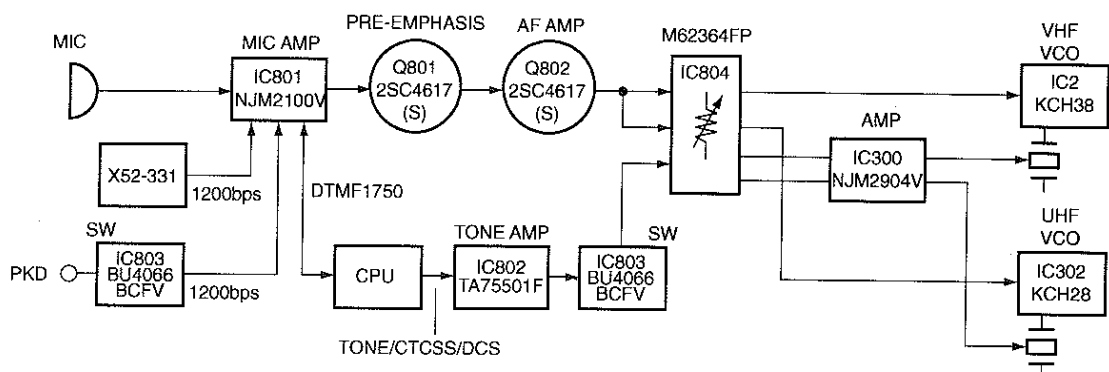 MIC
MIC AMP
IC801
NJM2100V
PRE-EMPHASIS
Q801
2SC4617
(S)
AF AMP
Q802
2SC4617
(S)
M62364FP
IC804
VHF
VCO
IC2
KCH38
AMP
IC300
NJM2904V
X52-331
1200bps
DTMF1750
SW
PKD
IC803
BU4066
BCFV
1200bps
CPU
TONE AMP
IC802
TA75501F
SW
IC803
BU4066
BCFV
TONE/CTCSS/DCS
UHF
VCO
IC302
KCH28